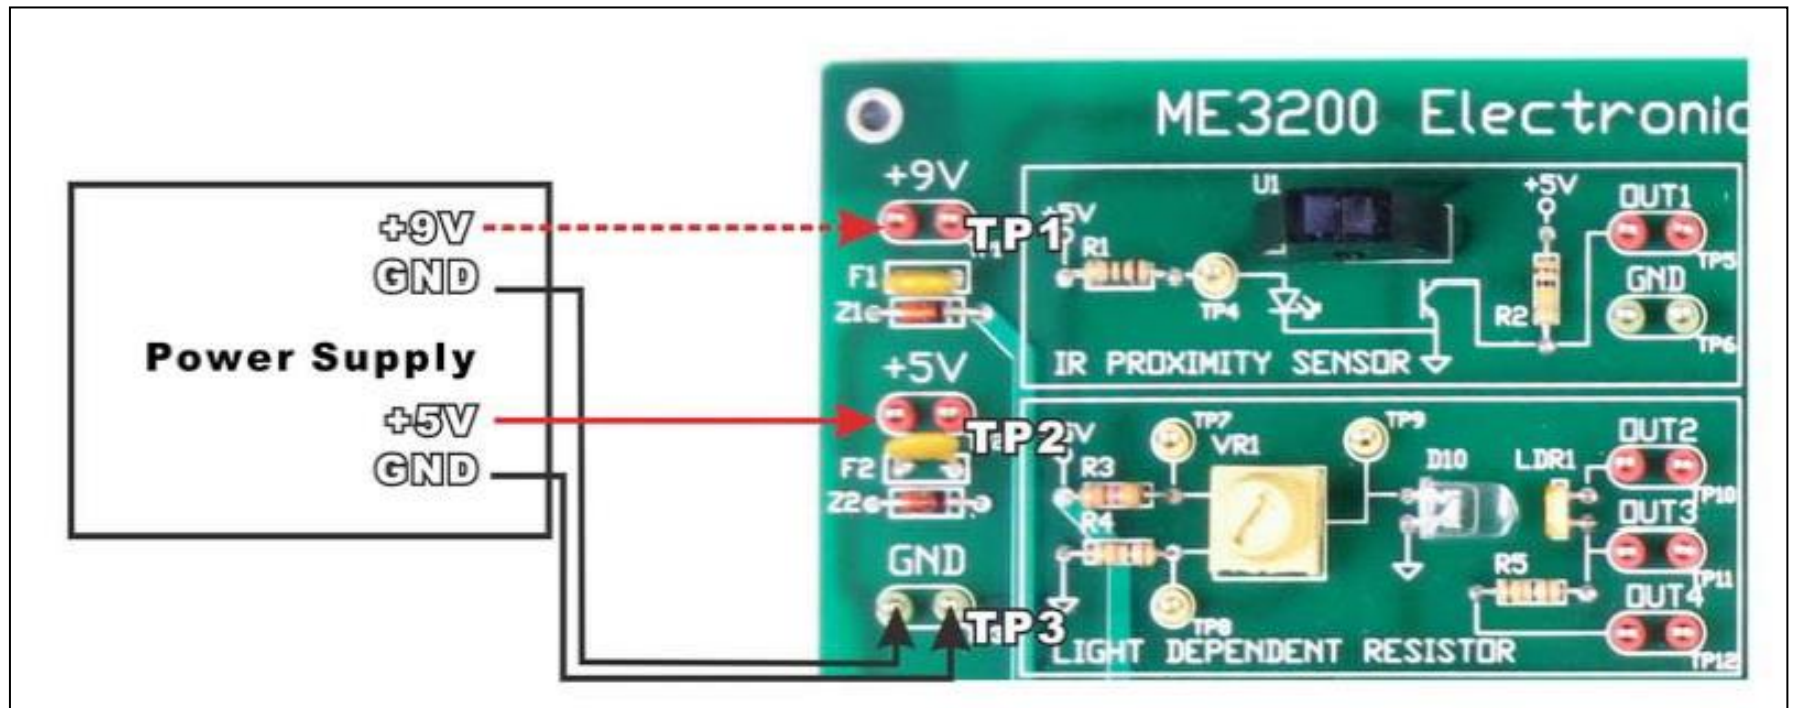 ME3200 Electronic
+9V
GND
Power Supply
+5V
GND
+9V
TP1
F1
Z1
+5V
TP2
F2
Z2
GND
TP3
+5V
R1
TP4
U1
+5V
R2
OUT1
TP5
GND
TP6
IR PROXIMITY SENSOR
R3
R4
TP7
VR1
TP8
TP9
D10
LDR1
R5
OUT2
TP10
OUT3
TP11
OUT4
TP12
LIGHT DEPENDENT RESISTOR